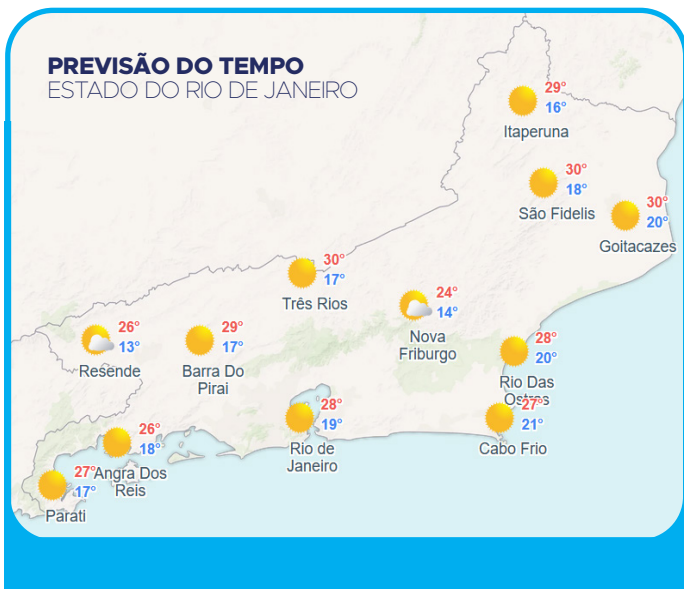 PREVISÃO DO TEMPO
ESTADO DO RIO DE JANEIRO
29°
16°
Itaperuna
30°
18°
São Fidelis
30°
20°
Goitacazes
30°
17°
Três Rios
24°
14°
Nova
Friburgo
26°
13°
Resende
29°
17°
Barra Do
Pirai
28°
20°
Rio Das
Ostras
28°
19°
Rio de
Janeiro
27°
21°
Cabo Frio
26°
18°
Angra Dos
Reis
27°
17°
Parati